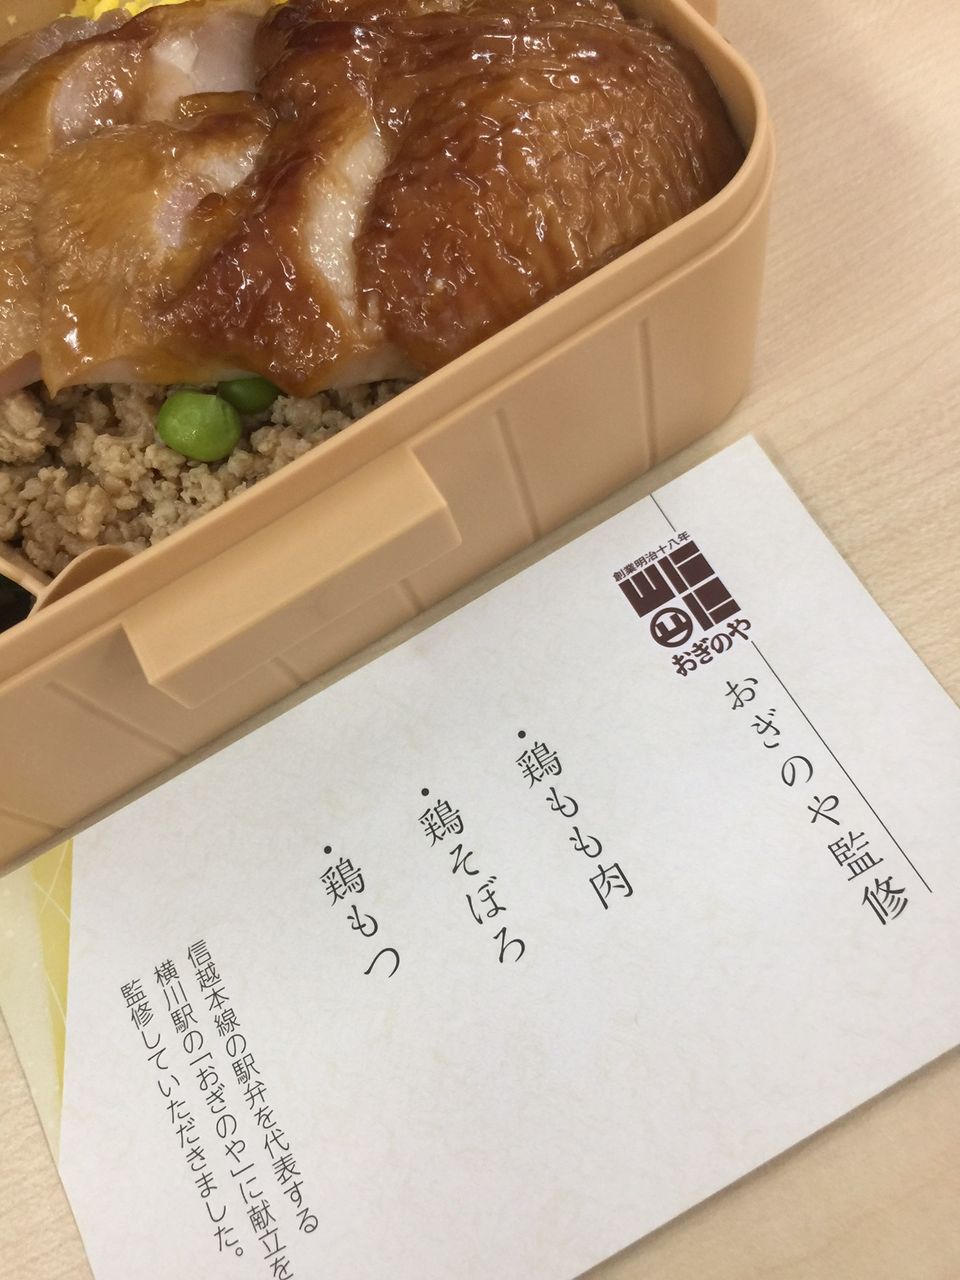 創業明治十八年
おぎのや
おぎのや監修
・鶏もも肉
・鶏そぼろ
・鶏もつ
信越本線の駅弁を代表する
横川駅の「おぎのや」に献立を
監修していただきました。